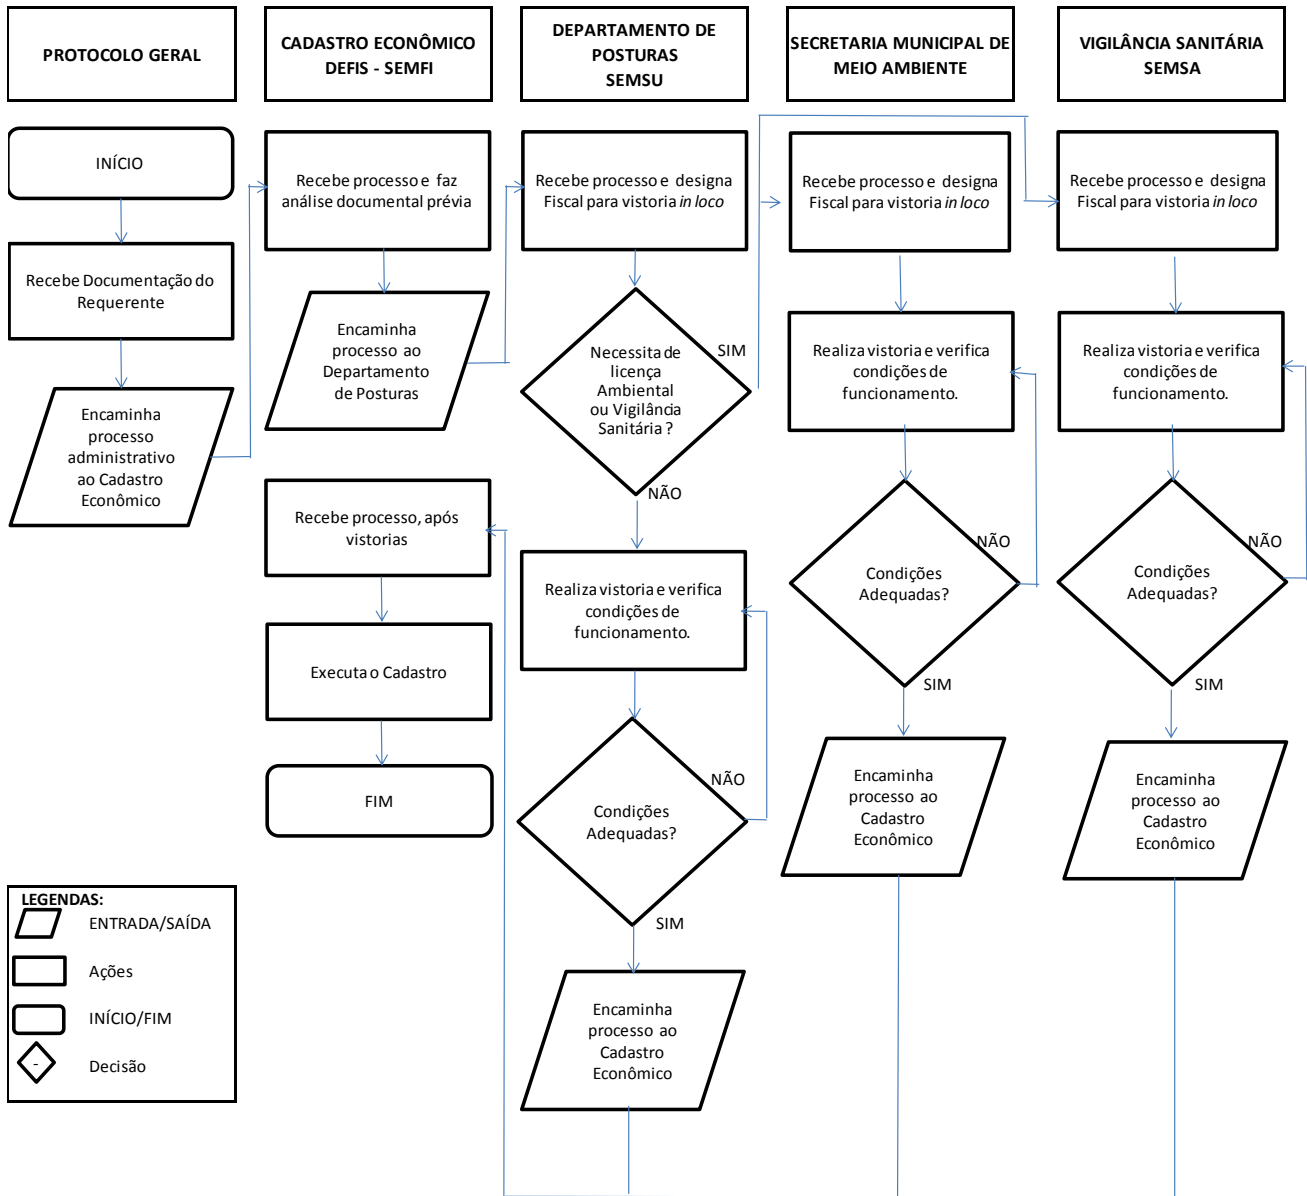 PROTOCOLO GERAL
CADASTRO ECONÔMICO
DEFIS - SEMFI
DEPARTAMENTO DE
POSTURAS
SEMSU
SECRETARIA MUNICIPAL DE
MEIO AMBIENTE
VIGILÂNCIA SANITÁRIA
SEMSA
INÍCIO
Recebe Documentação do
Requerente
Encaminha
processo
administrativo
ao Cadastro
Econômico
Recebe processo e faz
análise documental prévia
Encaminha
processo ao
Departamento
de Posturas
Recebe processo, após
vistorias
Executa o Cadastro
FIM
Recebe processo e designa
Fiscal para vistoria in loco
Necessita de
licença
Ambiental
ou Vigilância
Sanitária ?
SIM
NÃO
Realiza vistoria e verifica
condições de
funcionamento.
NÃO
Condições
Adequadas?
SIM
Encaminha
processo ao
Cadastro
Econômico
Recebe processo e designa
Fiscal para vistoria in loco
Realiza vistoria e verifica
condições de
funcionamento.
NÃO
Condições
Adequadas?
SIM
Encaminha
processo ao
Cadastro
Econômico
Recebe processo e designa
Fiscal para vistoria in loco
Realiza vistoria e verifica
condições de
funcionamento.
NÃO
Condições
Adequadas?
SIM
Encaminha
processo ao
Cadastro
Econômico
LEGENDAS:
ENTRADA/SAÍDA
Ações
INÍCIO/FIM
-
Decisão